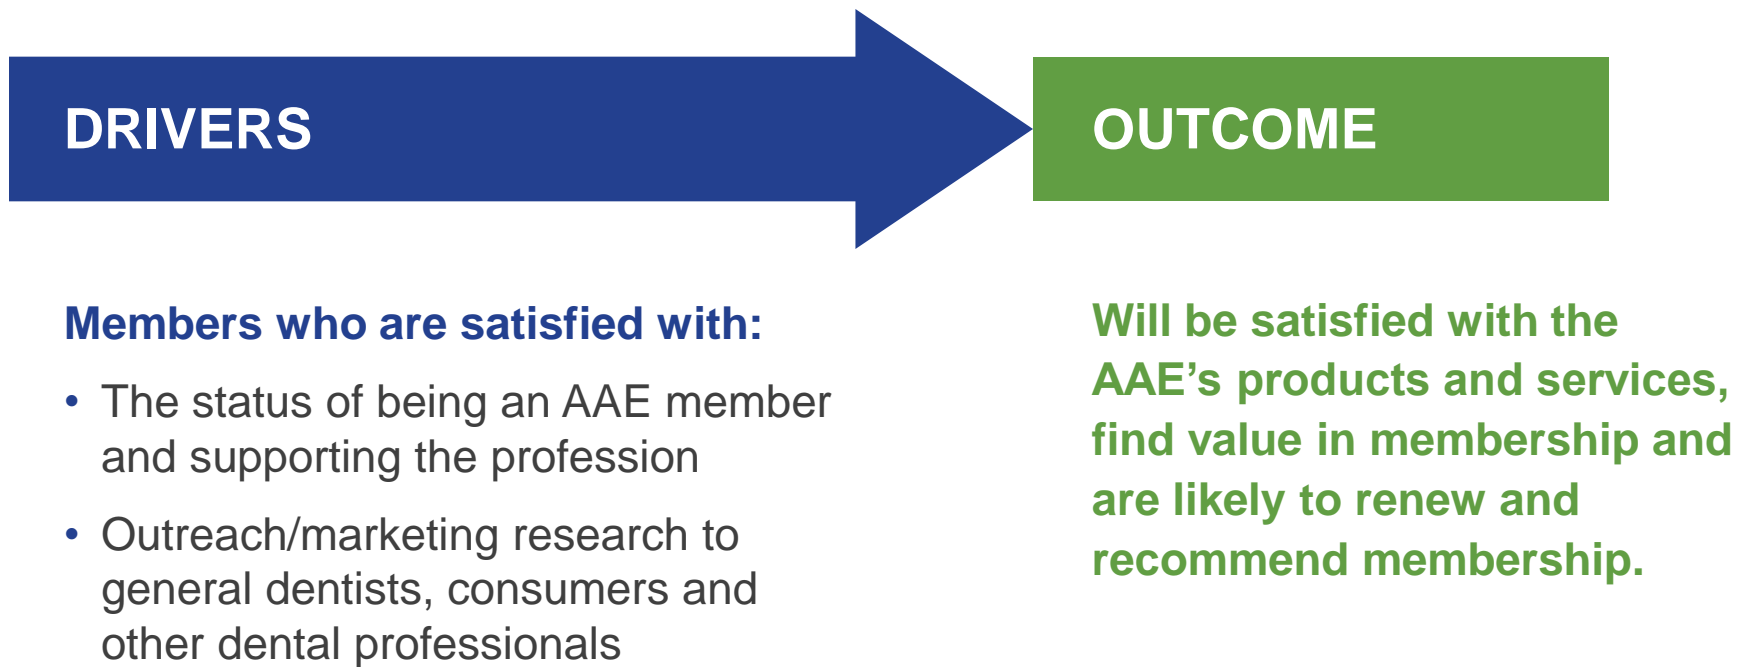 DRIVERS
OUTCOME
Members who are satisfied with:
• The status of being an AAE member
and supporting the profession
• Outreach/marketing research to
general dentists, consumers and
other dental professionals
Will be satisfied with the
AAE’s products and services,
find value in membership and
are likely to renew and
recommend membership.